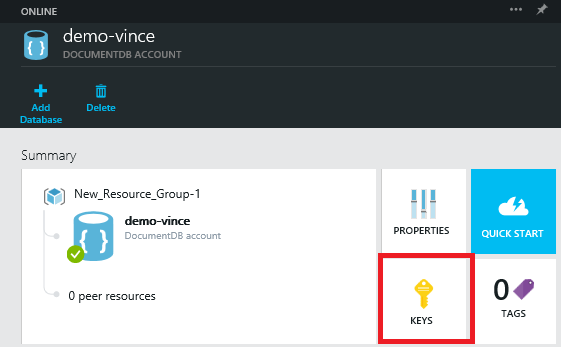 ONLINE
demo-vince
DOCUMENTDB ACCOUNT
Add
Database
Delete
Summary
New_Resource_Group-1
demo-vince
DocumentDB account
0 peer resources
PROPERTIES
QUICK START
KEYS
0
TAGS